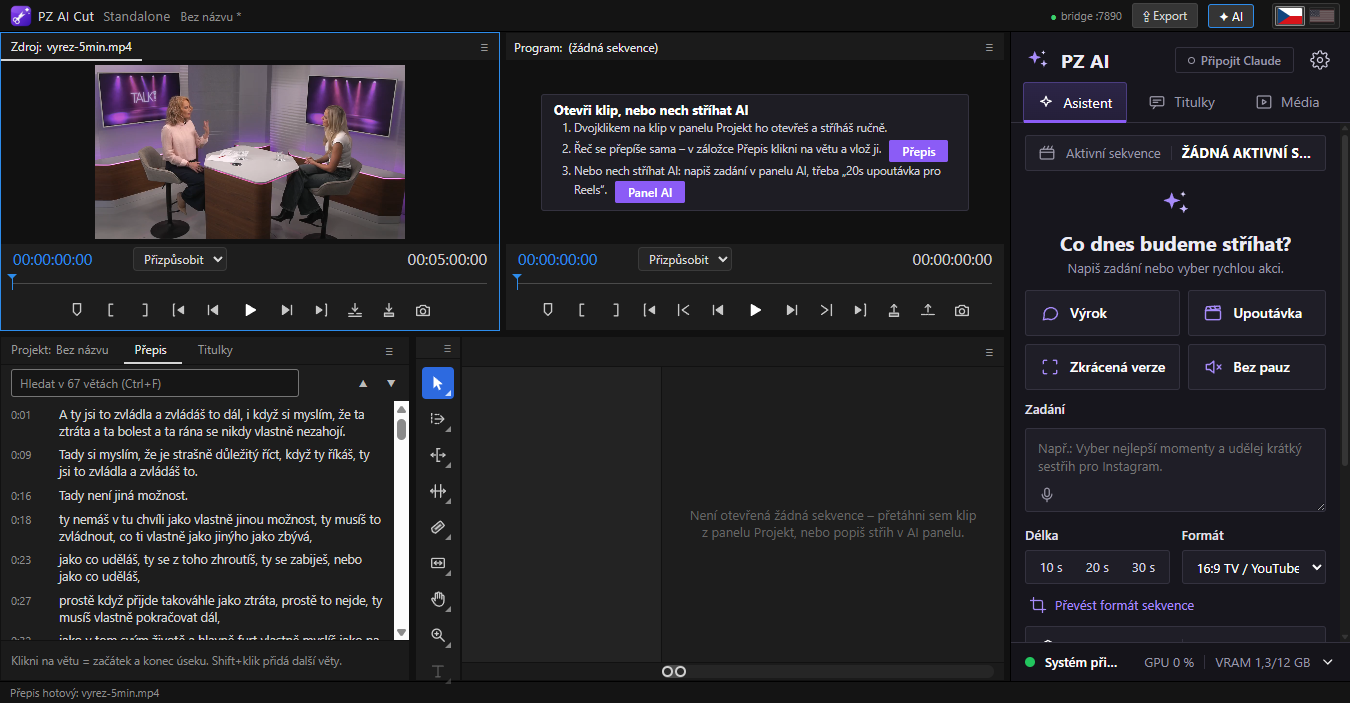 PZ AI Cut Standalone Bez názvu *
bridge :7890 Export AI
Zdroj: vyrez-5min.mp4
TALK!
00:00:00:00 Přizpůsobit 00:05:00:00
Program: (žádná sekvence)
Otevři klip, nebo nech stříhat AI
1. Dvojklikem na klip v panelu Projekt ho otevřeš a stříháš ručně.
2. Řeč se přepíše sama – v záložce Přepis klikni na větu a vlož ji. Přepis
3. Nebo nech stříhat AI: napiš zadání v panelu AI, třeba „20s upoutávka pro
Reels“. Panel AI
00:00:00:00 Přizpůsobit 00:00:00:00
Projekt: Bez názvu Přepis Titulky
Hledat v 67 větách (Ctrl+F)
0:01 A ty jsi to zvládla a zvládáš to dál, i když si myslím, že ta
ztráta a ta bolest a ta rána se nikdy vlastně nezahojí.
0:09 Tady si myslím, že je strašně důležitý říct, když ty říkáš, ty
jsi to zvládla a zvládáš to.
0:16 Tady není jiná možnost.
0:18 ty nemáš v tu chvíli jako vlastně jinou možnost, ty musíš to
zvládnout, co ti vlastně jako jinýho jako zbývá,
0:23 jako co uděláš, ty se z toho zhroutíš, ty se zabiješ, nebo
jako co uděláš,
0:27 prostě když přijde takováhle jako ztráta, prostě to nejde, ty
musíš vlastně pokračovat dál,
Klikni na větu = začátek a konec úseku. Shift+klik přidá další věty.
Přepis hotový: vyrez-5min.mp4
Není otevřená žádná sekvence – přetáhni sem klip
z panelu Projekt, nebo popiš střih v AI panelu.
PZ AI Připojit Claude
Asistent Titulky Média
Aktivní sekvence ŽÁDNÁ AKTIVNÍ S...
Co dnes budeme stříhat?
Napiš zadání nebo vyber rychlou akci.
Výrok Upoutávka
Zkrácená verze Bez pauz
Zadání
Např.: Vyber nejlepší momenty a udělej krátký
sestřih pro Instagram.
Délka Formát
10 s 20 s 30 s 16:9 TV / YouTube
Převést formát sekvence
Systém při... GPU 0 % VRAM 1,3/12 GB